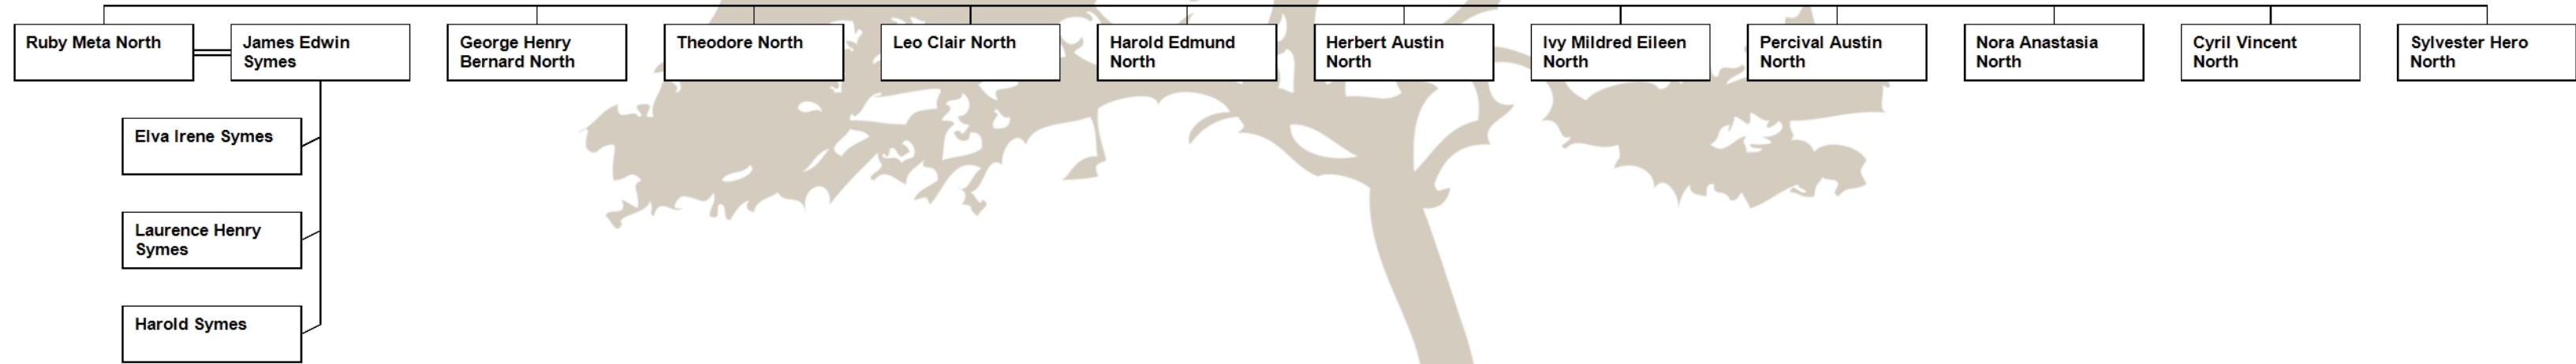 Ruby Meta North
James Edwin
Symes
George Henry
Bernard North
Theodore North
Leo Clair North
Harold Edmund
North
Herbert Austin
North
Ivy Mildred Eileen
North
Percival Austin
North
Nora Anastasia
North
Cyril Vincent
North
Sylvester Hero
North
Elva Irene Symes
Laurence Henry
Symes
Harold Symes